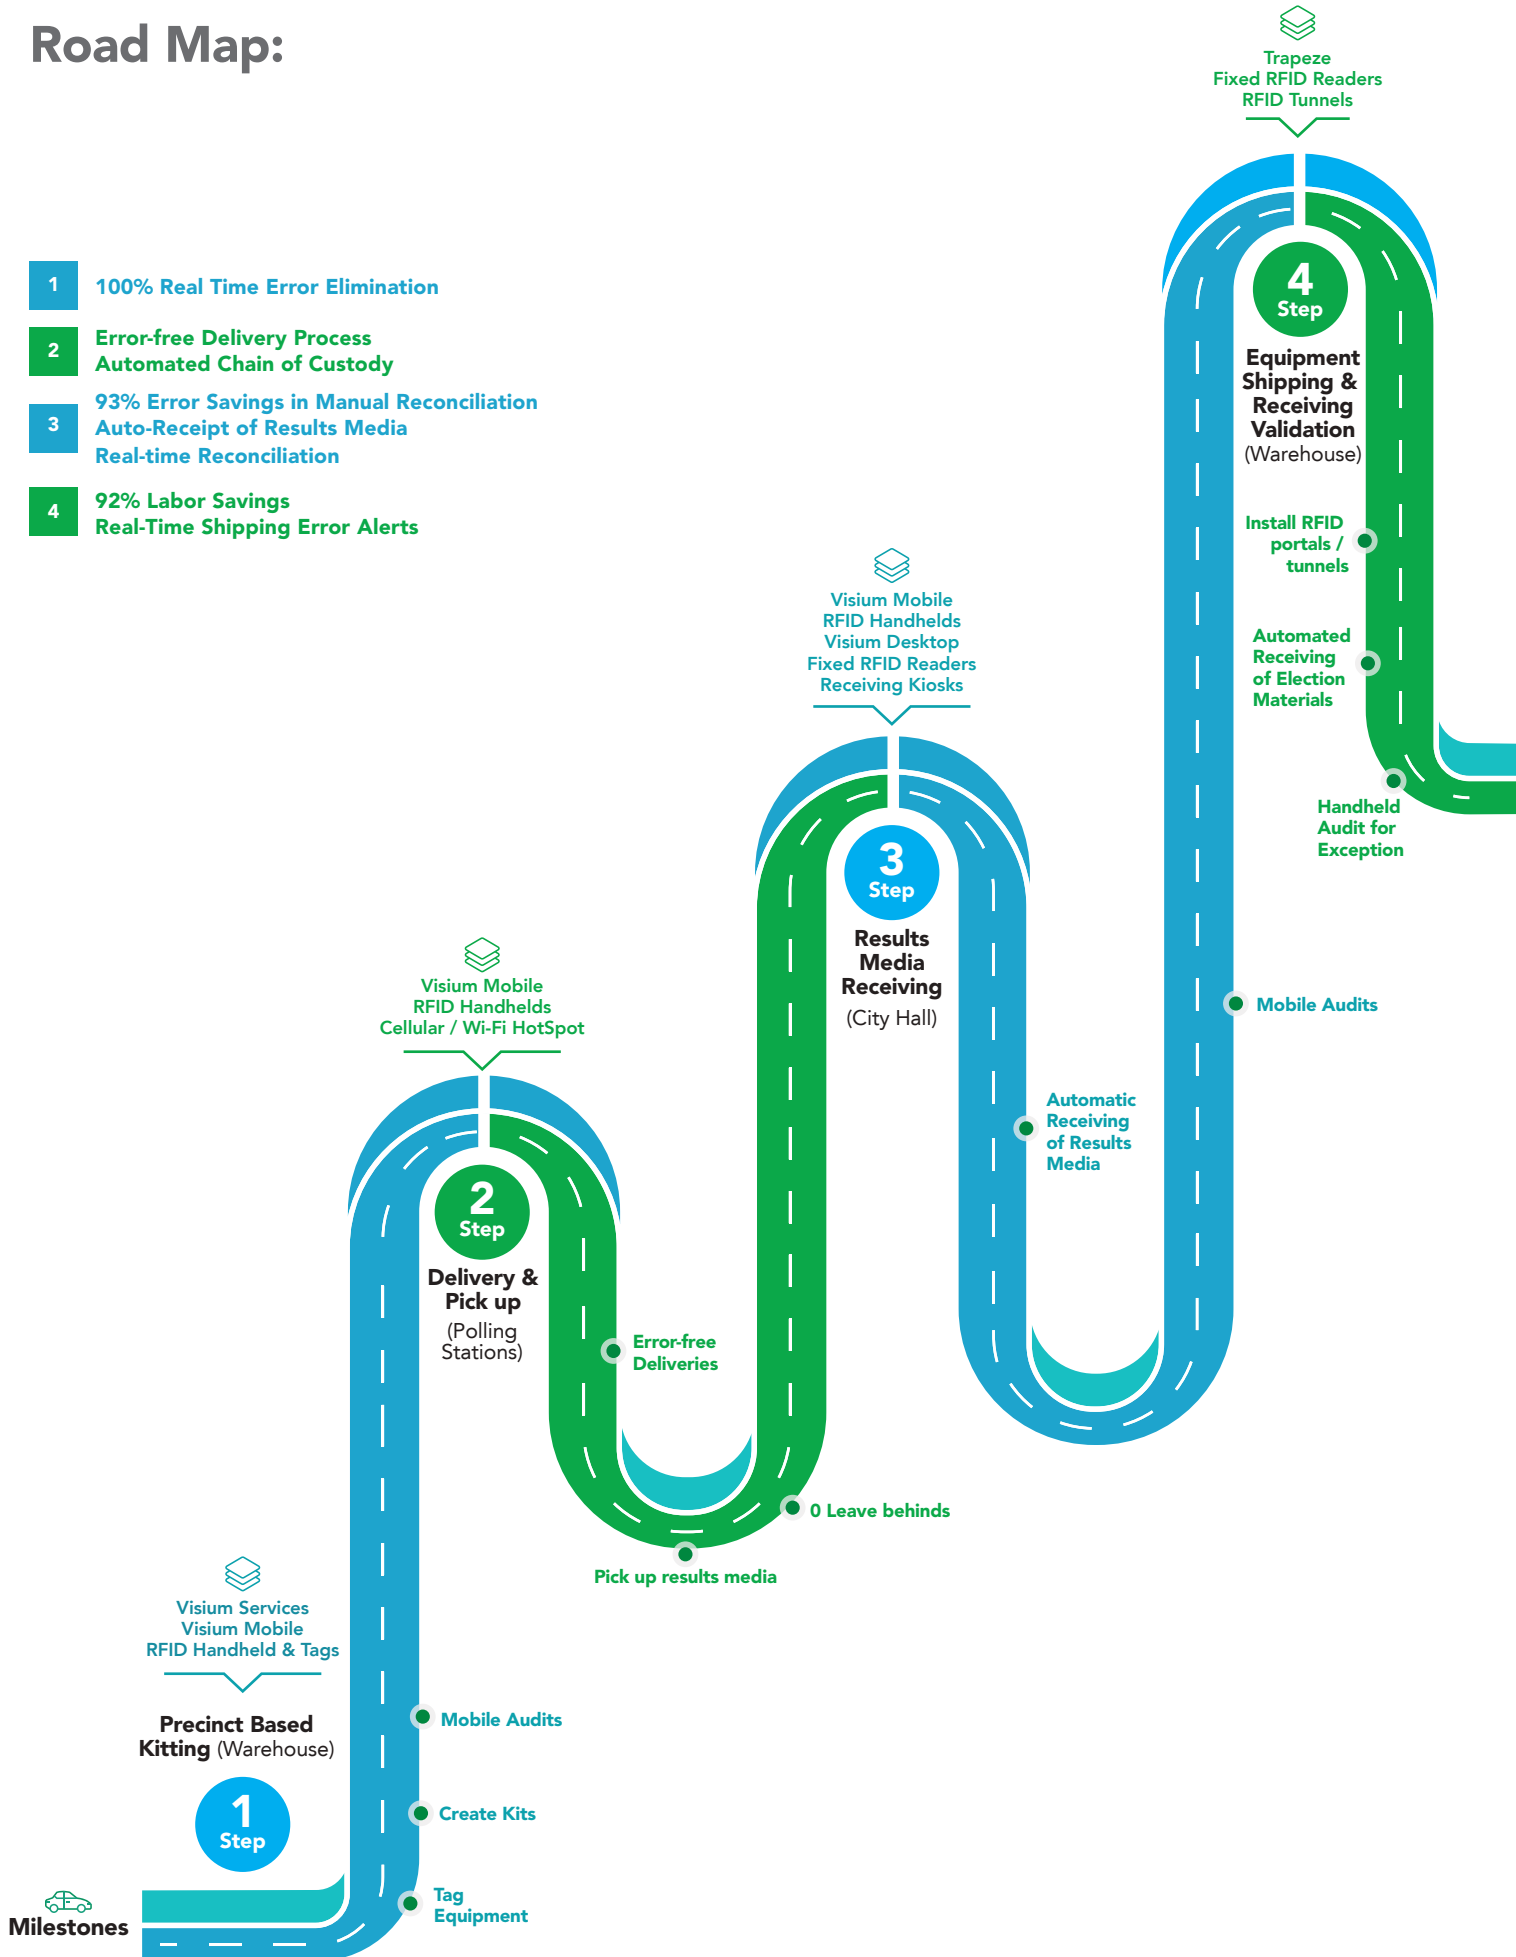 Road Map:
1
100% Real Time Error Elimination
2
Error-free Delivery Process
Automated Chain of Custody
3
93% Error Savings in Manual Reconciliation
Auto-Receipt of Results Media
Real-time Reconciliation
4
92% Labor Savings
Real-Time Shipping Error Alerts
Trapeze
Fixed RFID Readers
RFID Tunnels
4
Step
Equipment
Shipping &
Receiving
Validation
(Warehouse)
Install RFID
portals /
tunnels
Automated
Receiving
of Election
Materials
Handheld
Audit for
Exception
Visium Mobile
RFID Handhelds
Visium Desktop
Fixed RFID Readers
Receiving Kiosks
3
Step
Results
Media
Receiving
(City Hall)
Mobile Audits
Automatic
Receiving
of Results
Media
Visium Mobile
RFID Handhelds
Cellular / Wi-Fi HotSpot
2
Step
Delivery &
Pick up
(Polling
Stations)
Error-free
Deliveries
0 Leave behinds
Pick up results media
Visium Services
Visium Mobile
RFID Handheld & Tags
Precinct Based
Kitting (Warehouse)
1
Step
Mobile Audits
Create Kits
Tag
Equipment
Milestones